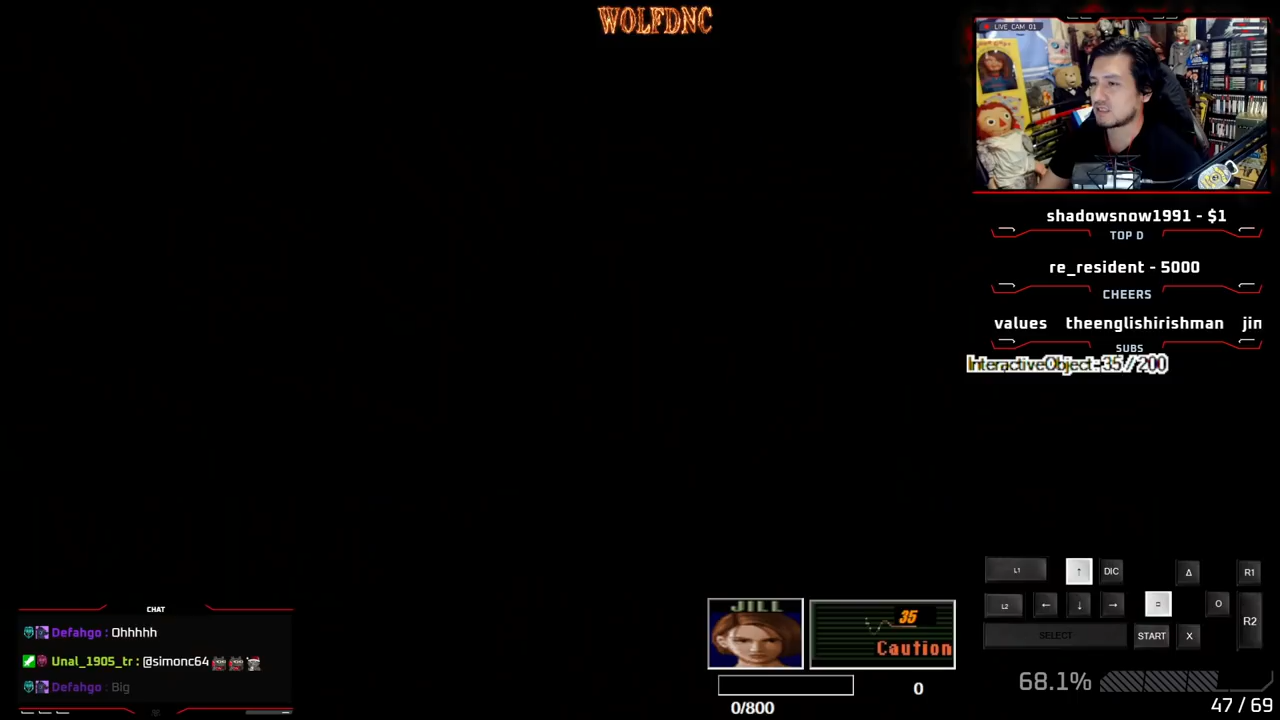 WOLFDNC
LIVE CAM_01
shadowsnow1991 - $1
TOP D
re_resident - 5000
CHEERS
values theenglishirishman jin
SUBS
InteractiveObject-35//200
L1 ↑ DIC Δ R1
L2 ← ↓ → □ O R2
SELECT START X
68.1%
47 / 69
JILL
35
Caution
0
0/800
CHAT
Defahgo : Ohhhhh
Unal_1905_tr : @simonc64
Defahgo : Big